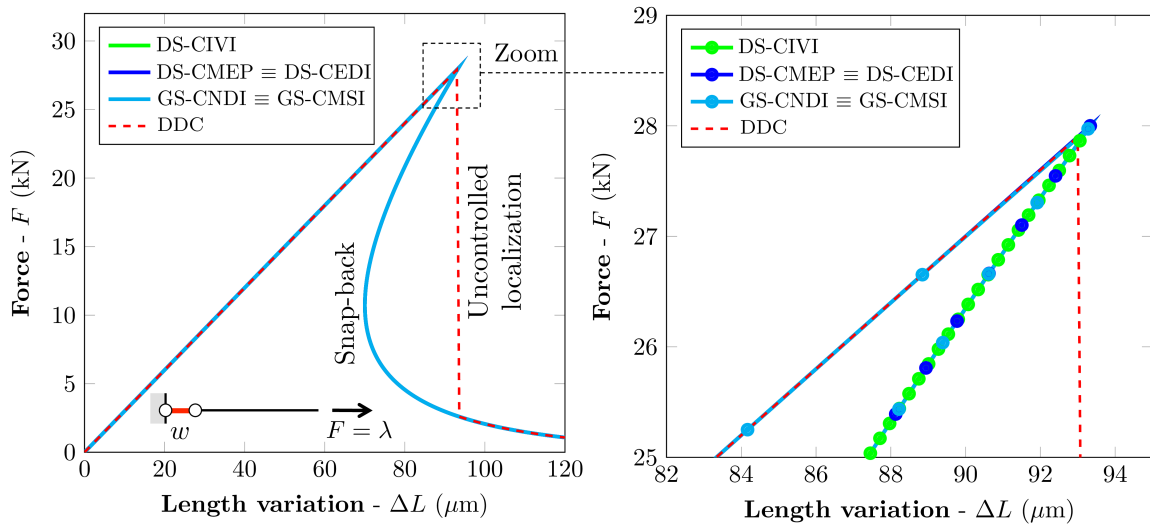 DS-CIVI
DS-CMEP ≡ DS-CEDI
GS-CNDI ≡ GS-CMSI
DDC
Zoom
Snap-back
Uncontrolled
localization
w
F = λ
0
5
10
15
20
25
30
0
20
40
60
80
100
120
Force - F (kN)
Length variation - ΔL (μm)
DS-CIVI
DS-CMEP ≡ DS-CEDI
GS-CNDI ≡ GS-CMSI
DDC
25
26
27
28
29
82
84
86
88
90
92
94
Force - F (kN)
Length variation - ΔL (μm)